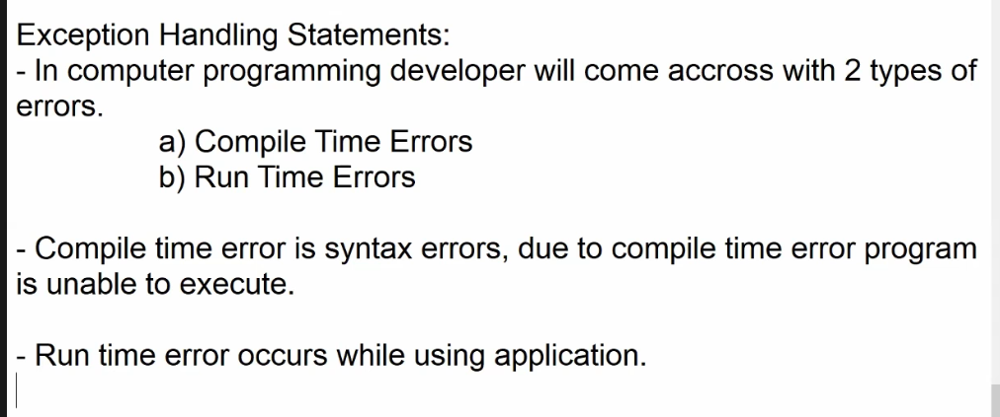 Exception Handling Statements:
- In computer programming developer will come accross with 2 types of
errors.
a) Compile Time Errors
b) Run Time Errors
- Compile time error is syntax errors, due to compile time error program
is unable to execute.
- Run time error occurs while using application.